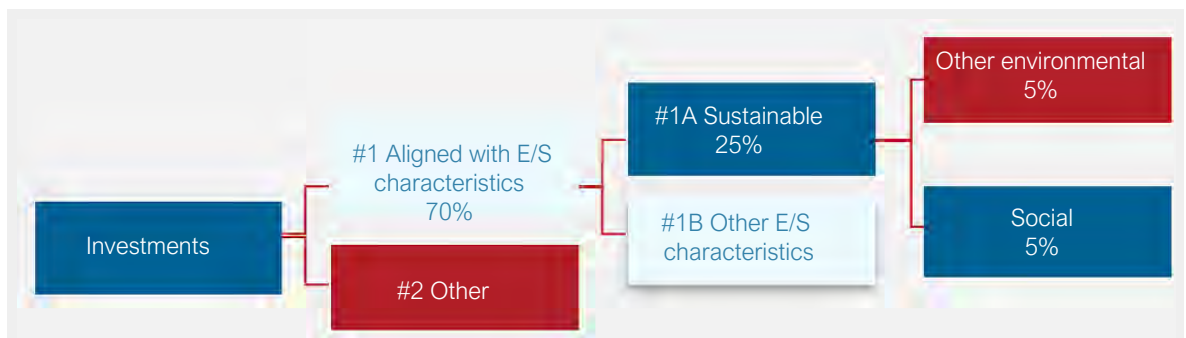 Investments
#1 Aligned with E/S
characteristics
70%
#2 Other
#1A Sustainable
25%
#1B Other E/S
characteristics
Other environmental
5%
Social
5%